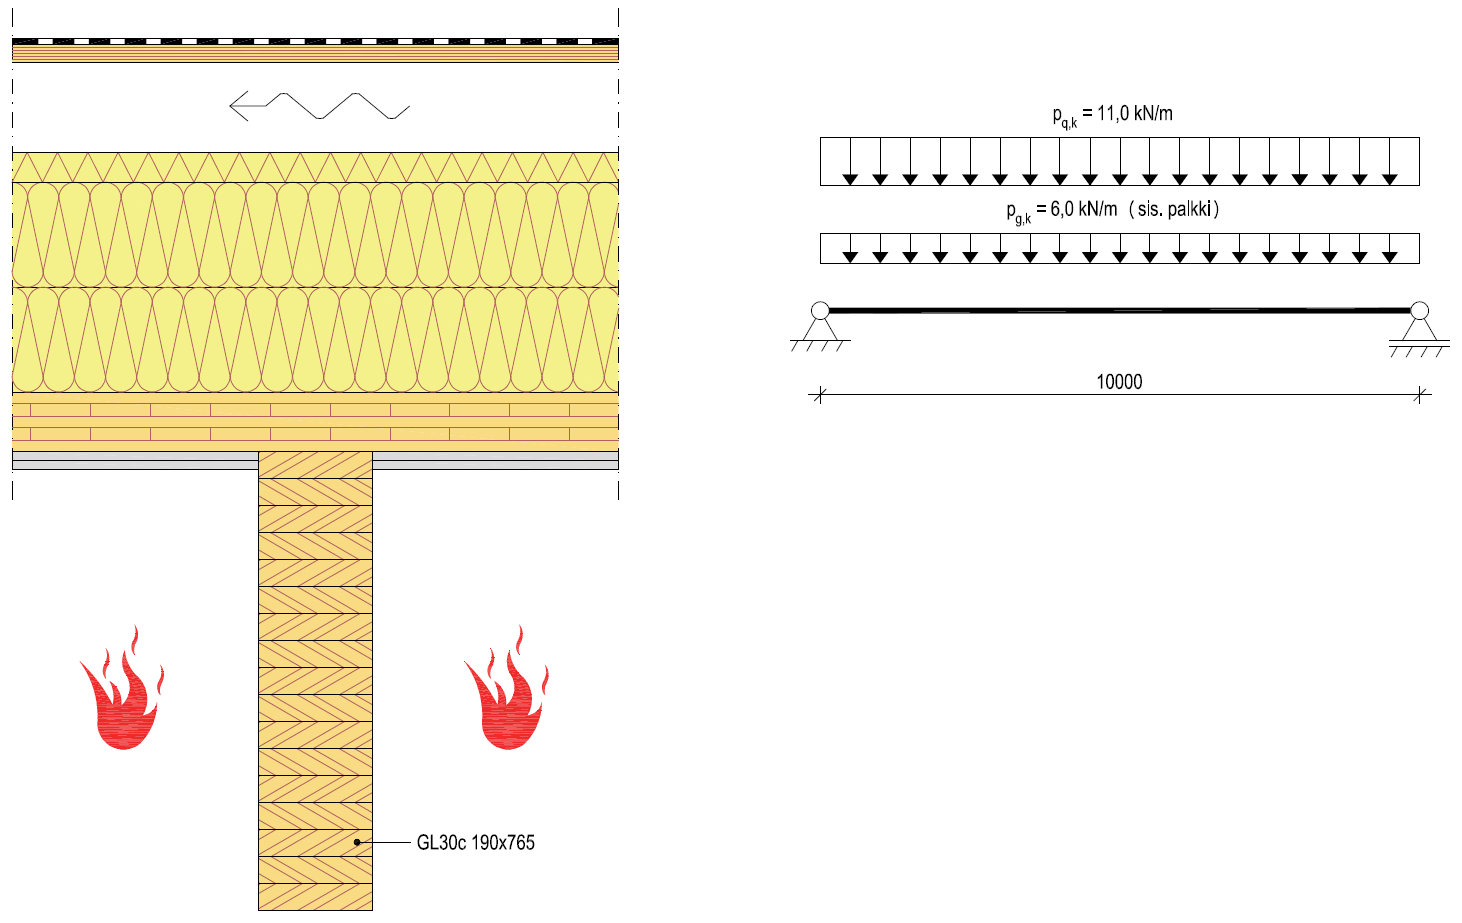 p_q,k = 11,0 kN/m
p_g,k = 6,0 kN/m ( sis. palkki )
10000
GL30c 190x765